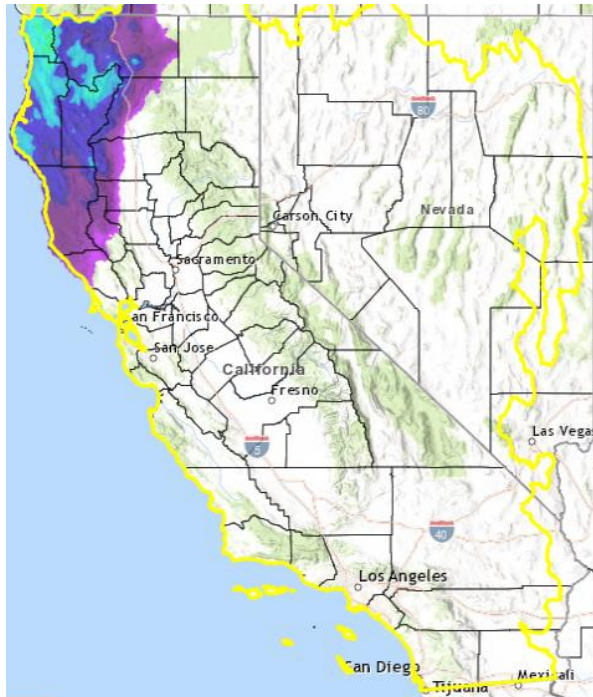 80
Nevada
Carson City
Sacramento
an Francisco
San Jose
California
Fresno
Las Vegas
5
40
Los Angeles
San Diego
Tijuana
Mexicali